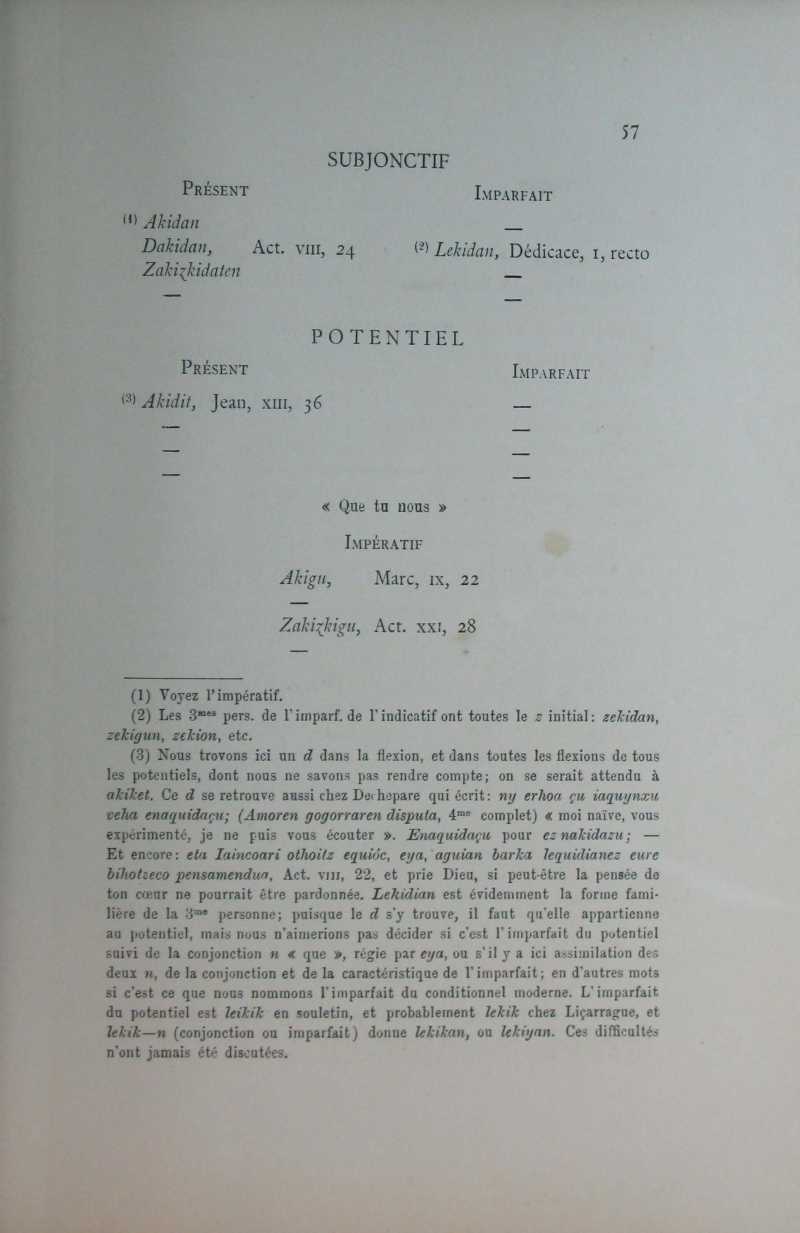 57
SUBJONCTIF
PRÉSENT IMPARFAIT
(1) Akidan —
Dakidan, Act. VIII, 24 (2) Lekidan, Dédicace, I, recto
Zakizkidaten —
— —
POTENTIEL
PRÉSENT IMPARFAIT
(3) Akidit, Jean, XIII, 36 —
— —
— —
— —
« Que tu nous »
IMPÉRATIF
Akigu, Marc, IX, 22
—
Zakizkigu, Act. XXI, 28
—
(1) Voyez l'impératif.
(2) Les 3mes pers. de l'imparf. de l'indicatif ont toutes le z initial: zekidan,
zekigun, zekion, etc.
(3) Nous trovons ici un d dans la flexion, et dans toutes les flexions de tous
les potentiels, dont nous ne savons pas rendre compte; on se serait attendu à
akiket. Ce d se retrouve aussi chez Dechepare qui écrit: ny erhoa çu iaquynxu
veha enaquidaçu; (Amoren gogorraren disputa, 4me complet) « moi naïve, vous
expérimenté, je ne puis vous écouter ». Enaquidaçu pour ez nakidazu; —
Et encore: eta Iaincoari othoitz equióc, eya, aguian barka lequidianez eure
bihotzeco pensamendua, Act. VIII, 22, et prie Dieu, si peut-être la pensée de
ton cœur ne pourrait être pardonnée. Lekidian est évidemment la forme fami-
lière de la 3me personne; puisque le d s'y trouve, il faut qu'elle appartienne
au potentiel, mais nous n'aimerions pas décider si c'est l'imparfait du potentiel
suivi de la conjonction n « que », régie par eya, ou s'il y a ici assimilation des
deux n, de la conjonction et de la caractéristique de l'imparfait; en d'autres mots
si c'est ce que nous nommons l'imparfait du conditionnel moderne. L'imparfait
du potentiel est leikik en souletin, et probablement lekik chez Liçarrague, et
lekik—n (conjonction ou imparfait) donne lekikan, ou lekiyan. Ces difficultés
n'ont jamais été discutées.